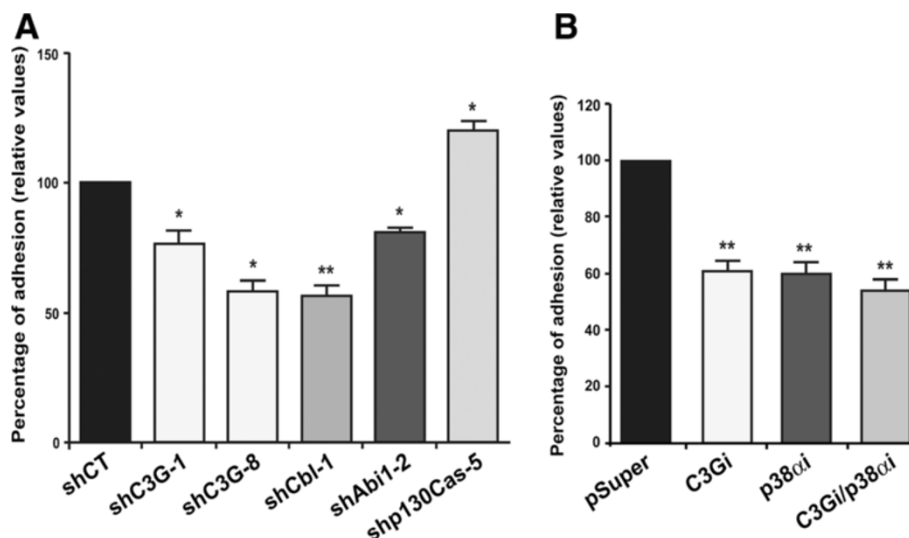 A
Percentage of adhesion (relative values)
150
100
50
0
*
*
**
*
*
shCT
shC3G-1
shC3G-8
shCbl-1
shAbi1-2
shp130Cas-5
B
Percentage of adhesion (relative values)
120
100
80
60
40
20
0
**
**
**
pSuper
C3Gi
p38αi
C3Gi/p38αi